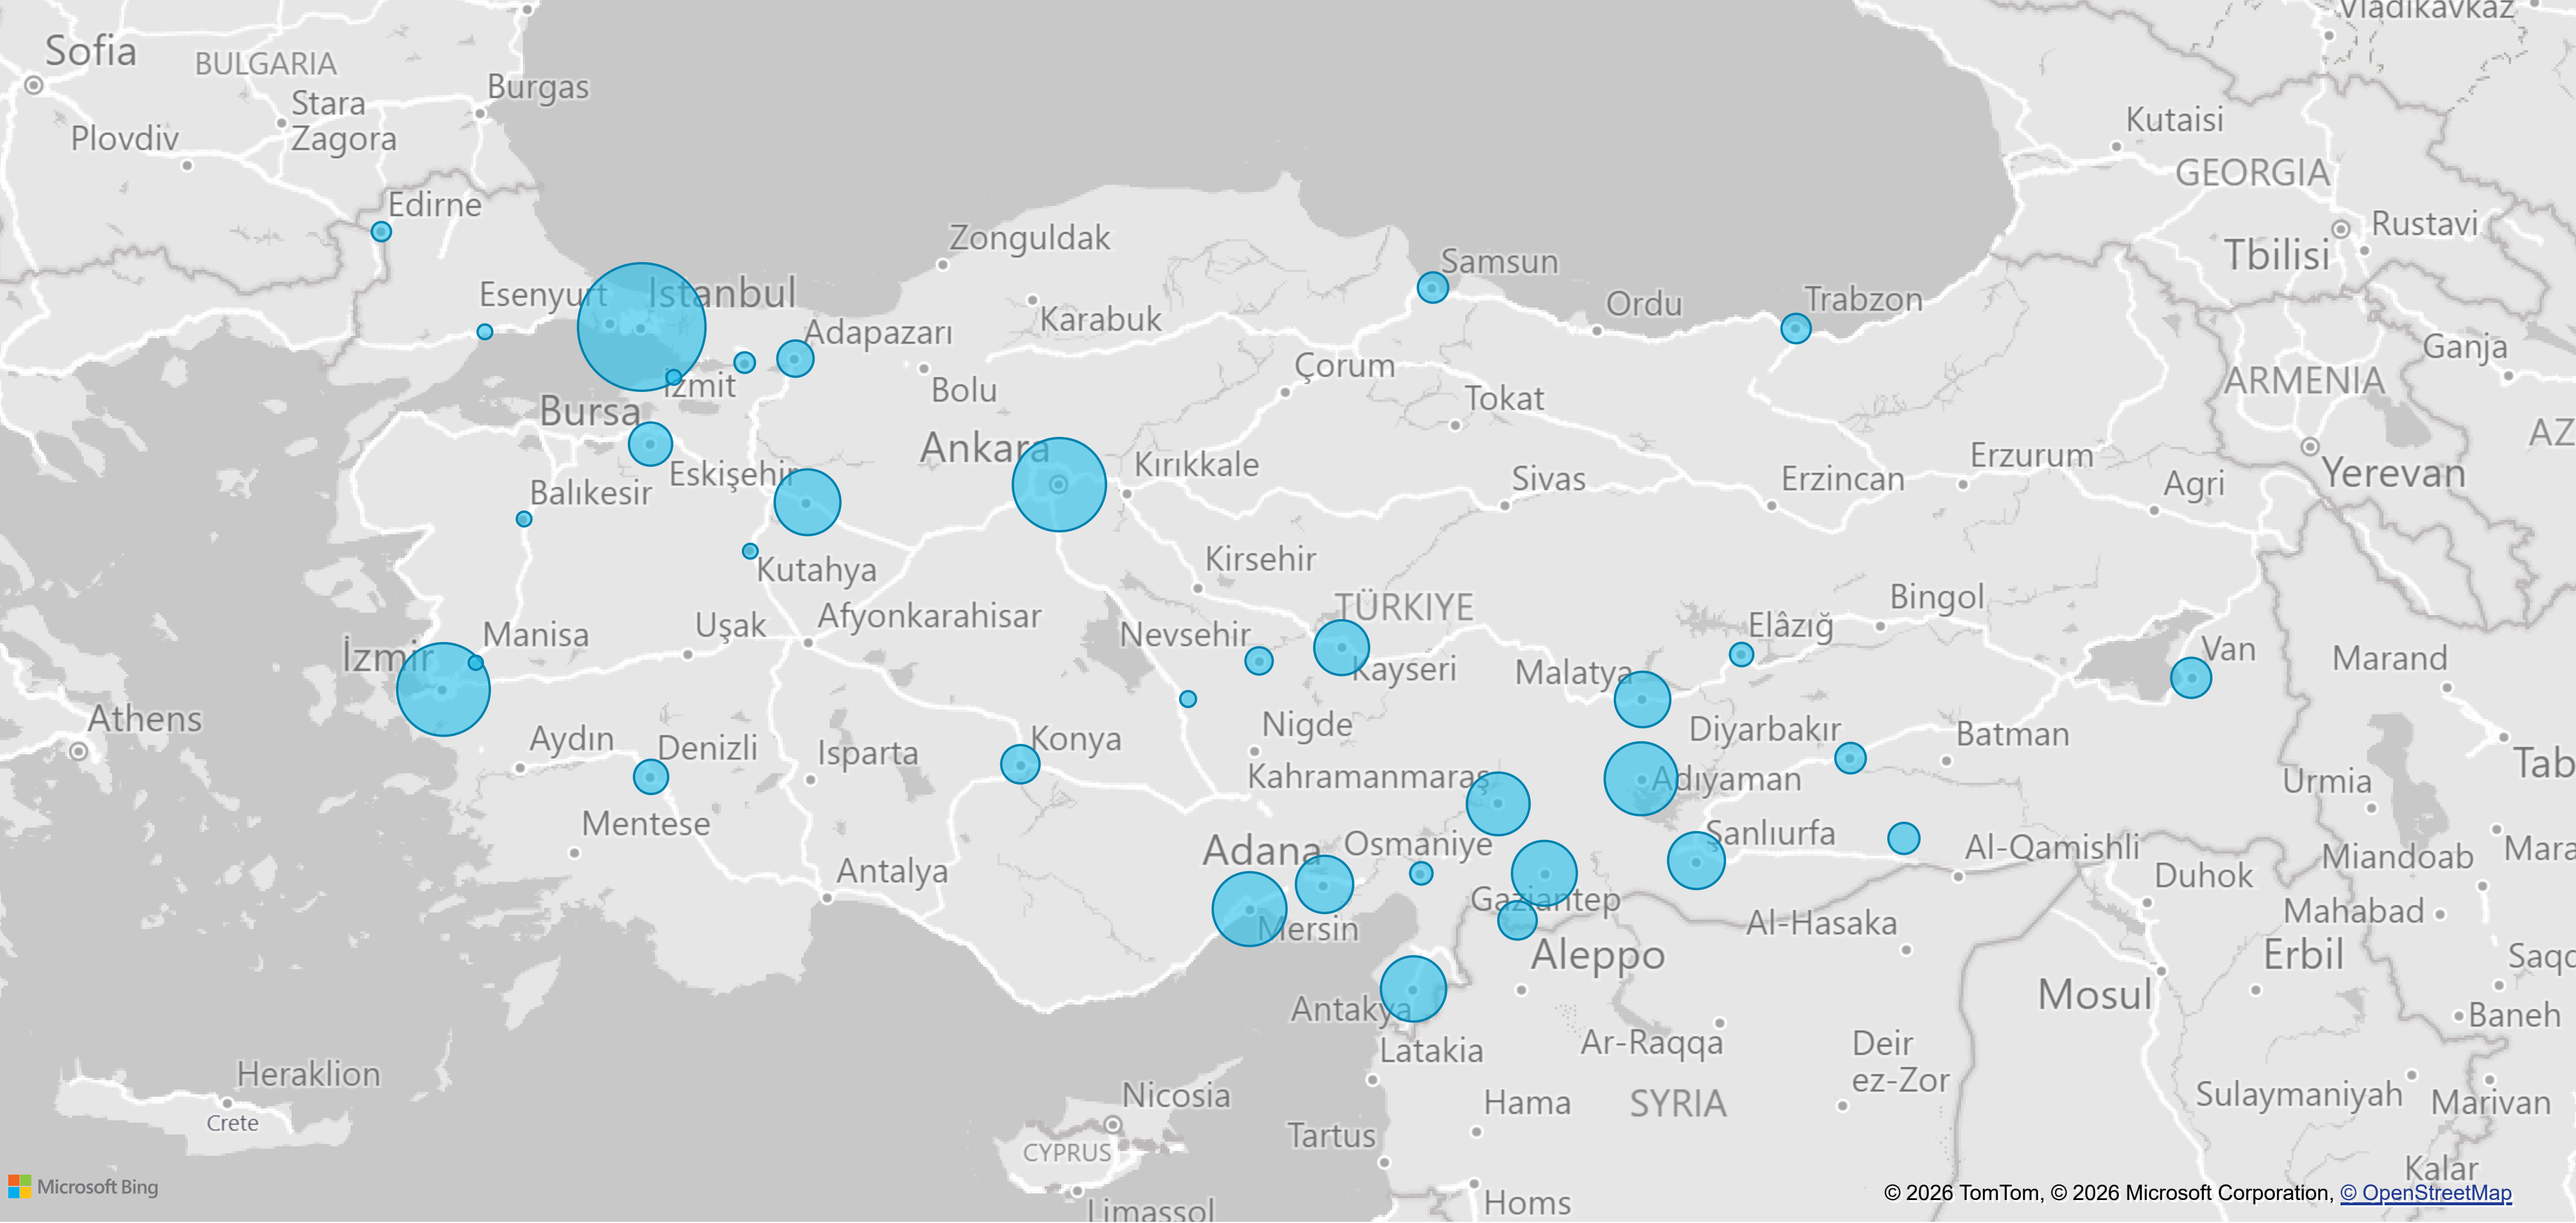 Vladikavkaz
Sofia
BULGARIA
Burgas
Stara
Zagora
Plovdiv
Kutaisi
GEORGIA
Edirne
Rustavi
Tbilisi
Zonguldak
Samsun
Esenyurt
Istanbul
Ordu
Trabzon
Karabuk
Adapazarı
Ganja
Çorum
ARMENIA
İzmit
Bolu
Tokat
Bursa
AZ
Ankara
Kırıkkale
Erzurum
Eskişehir
Yerevan
Balıkesir
Sivas
Erzincan
Agri
Kirsehir
Kutahya
Bingol
TÜRKIYE
Afyonkarahisar
Uşak
Elâzığ
Manisa
Nevsehir
Van
İzmir
Kayseri
Malatya
Marand
Athens
Nigde
Diyarbakır
Batman
Aydın
Denizli
Isparta
Konya
Tab
Kahramanmaraş
Adıyaman
Urmia
Mentese
Şanlıurfa
Adana
Osmaniye
Al-Qamishli
Miandoab
Mara
Antalya
Duhok
Gaziantep
Mahabad
Mersin
Al-Hasaka
Aleppo
Erbil
Saqq
Mosul
Antakya
Baneh
Latakia
Ar-Raqqa
Deir
ez-Zor
Heraklion
Nicosia
Sulaymaniyah
Marivan
Crete
Hama
SYRIA
Tartus
CYPRUS
Kalar
Microsoft Bing
© 2026 TomTom, © 2026 Microsoft Corporation, © OpenStreetMap
Homs
Limassol